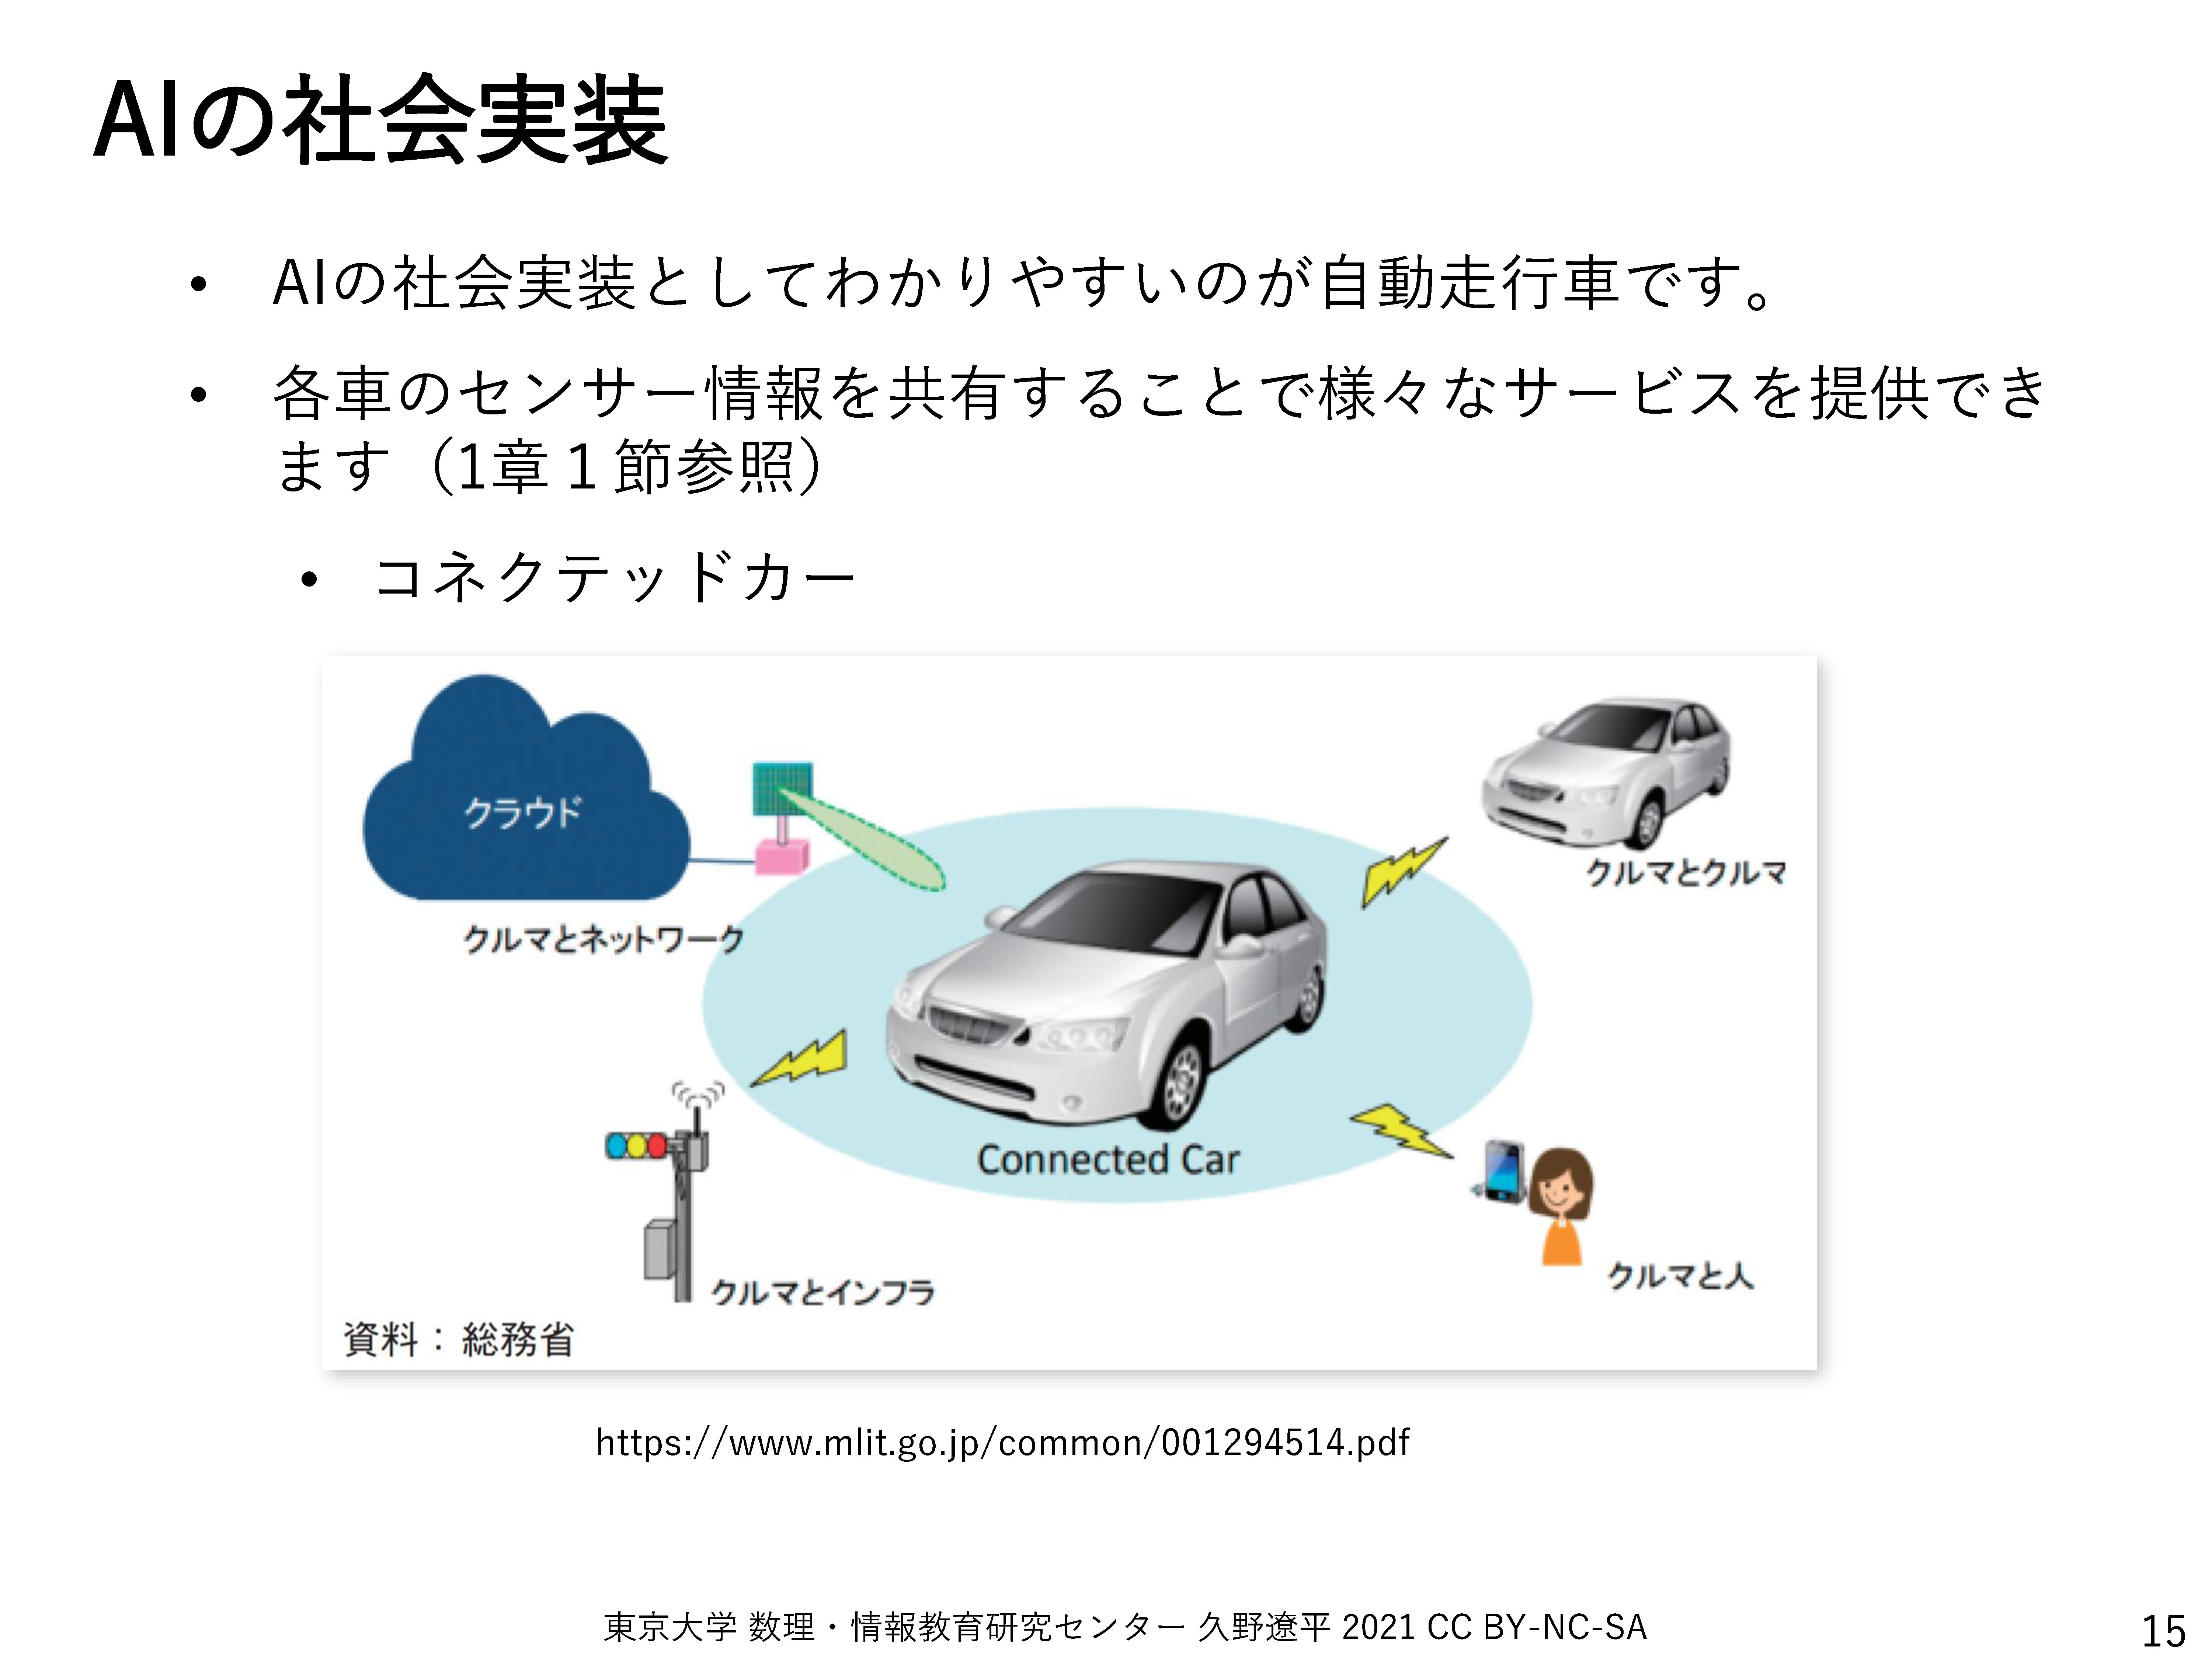 AIの社会実装
• AIの社会実装としてわかりやすいのが自動走行車です。
• 各車のセンサー情報を共有することで様々なサービスを提供でき
ます（1章１節参照）
• コネクテッドカー
クラウド
クルマとネットワーク
クルマとクルマ
Connected Car
クルマとインフラ
クルマと人
資料：総務省
https://www.mlit.go.jp/common/001294514.pdf
東京大学 数理・情報教育研究センター 久野遼平 2021 CC BY-NC-SA
15